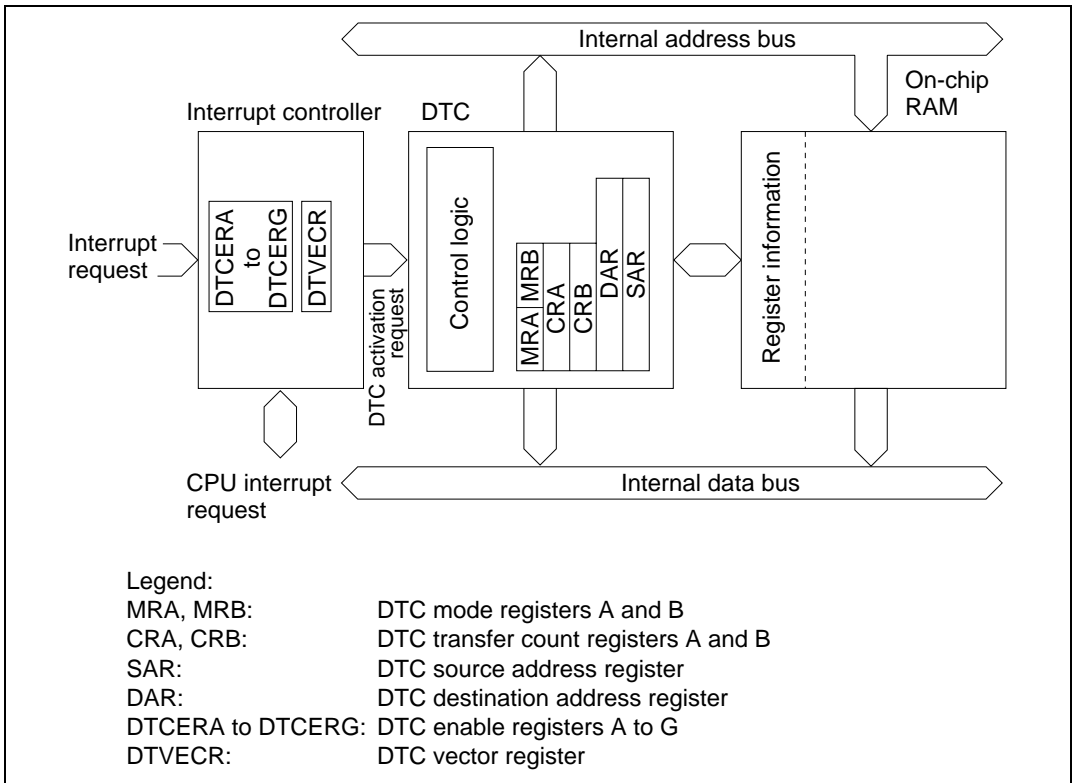 Internal address bus
On-chip
RAM
Interrupt controller
DTC
Interrupt
request
DTCERA
to
DTCERG
DTVECR
DTC activation
request
Control logic
MRA MRB
CRA
CRB
DAR
SAR
Register information
CPU interrupt
request
Internal data bus
Legend:
MRA, MRB: DTC mode registers A and B
CRA, CRB: DTC transfer count registers A and B
SAR: DTC source address register
DAR: DTC destination address register
DTCERA to DTCERG: DTC enable registers A to G
DTVECR: DTC vector register